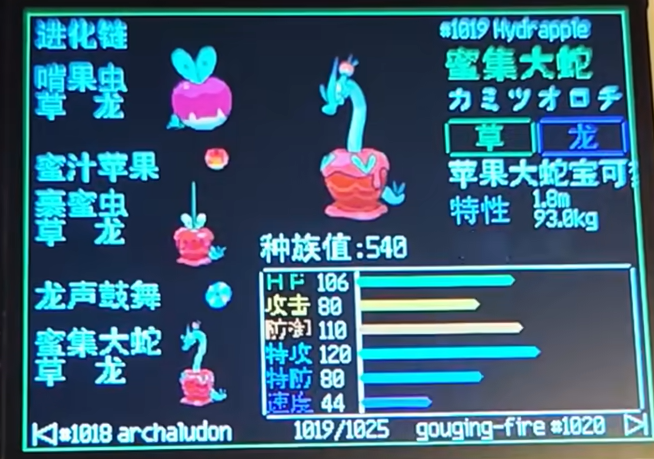 进化链
啃果虫
草 龙
蜜汁苹果
裹蜜虫
草 龙
龙声鼓舞
蜜集大蛇
草 龙
#1019 Hydrapple
蜜集大蛇
カミツオロチ
草 龙
苹果大蛇宝可
特性 1.8m
93.0kg
种族值:540
HP 106
攻击 80
防御 110
特攻 120
特防 80
速度 44
#1018 archaludon
1019/1025
gouging-fire #1020